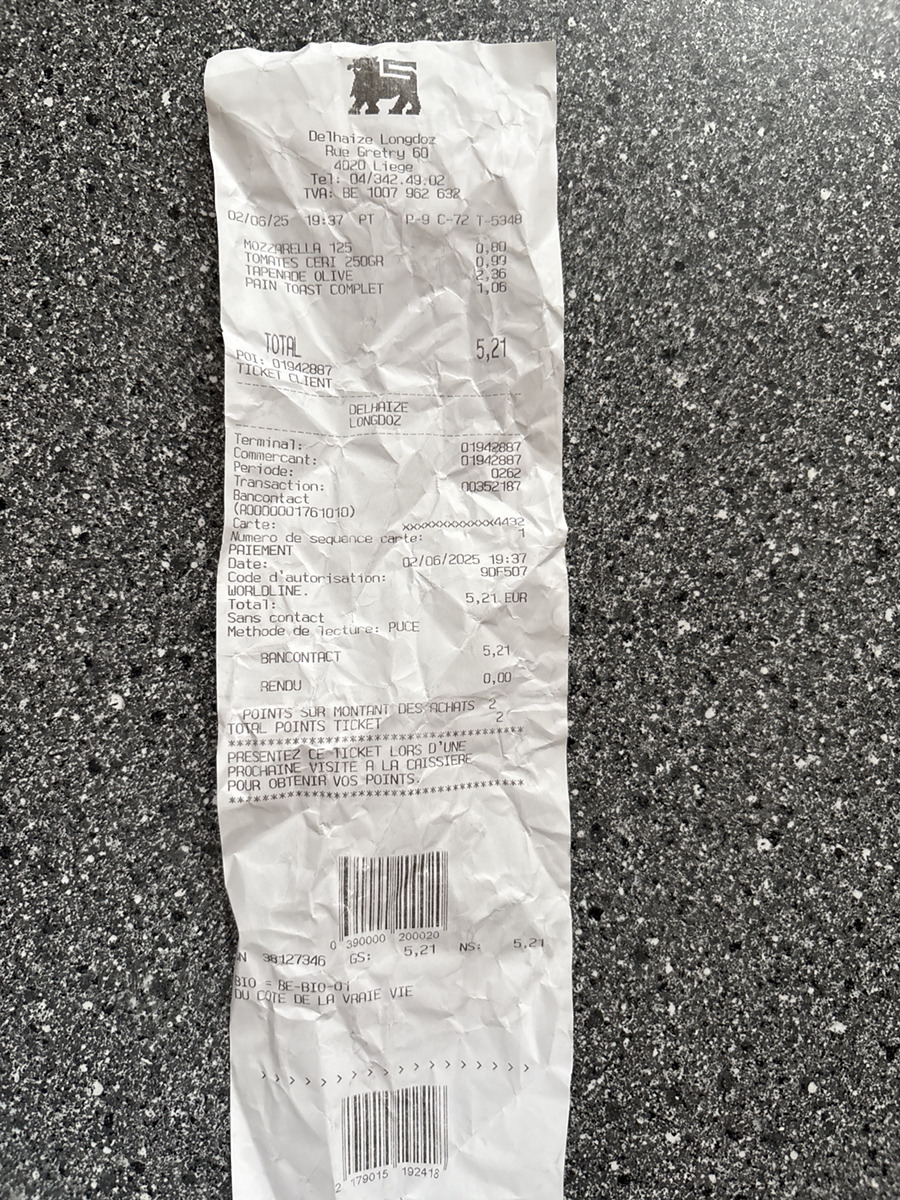 Delhaize Longdoz
Rue Gretry 60
4020 Liege
Tel: 04/342.49.02
TVA: BE 1007 962 632
02/06/25 19:37 PT P-9 C-72 T-5348
MOZZARELLA 125 0,80
TOMATES CERI 250GR 0,99
TAPENADE OLIVE 2,36
PAIN TOAST COMPLET 1,06
TOTAL 5,21
POI: 01942887
TICKET CLIENT
DELHAIZE
LONGDOZ
Terminal: 01942887
Commercant: 01942887
Periode: 0262
Transaction: 00352187
Bancontact
(A0000001761010)
Carte: xxxxxxxxxxxxx4432
Numero de sequence carte: 1
PAIEMENT
Date: 02/06/2025 19:37
Code d'autorisation: 9DF507
WORLDLINE.
Total: 5,21 EUR
Sans contact
Methode de lecture: PUCE
BANCONTACT 5,21
RENDU 0,00
POINTS SUR MONTANT DES ACHATS 2
TOTAL POINTS TICKET 2
**********************************
PRESENTEZ CE TICKET LORS D'UNE
PROCHAINE VISITE A LA CAISSIERE
POUR OBTENIR VOS POINTS.
**********************************
0 390000 200020
N 38127346 GS: 5,21 NS: 5,21
BIO = BE-BIO-01
DU COTE DE LA VRAIE VIE
> > > > > > > > > > > > > > > > > >
2 179015 192418